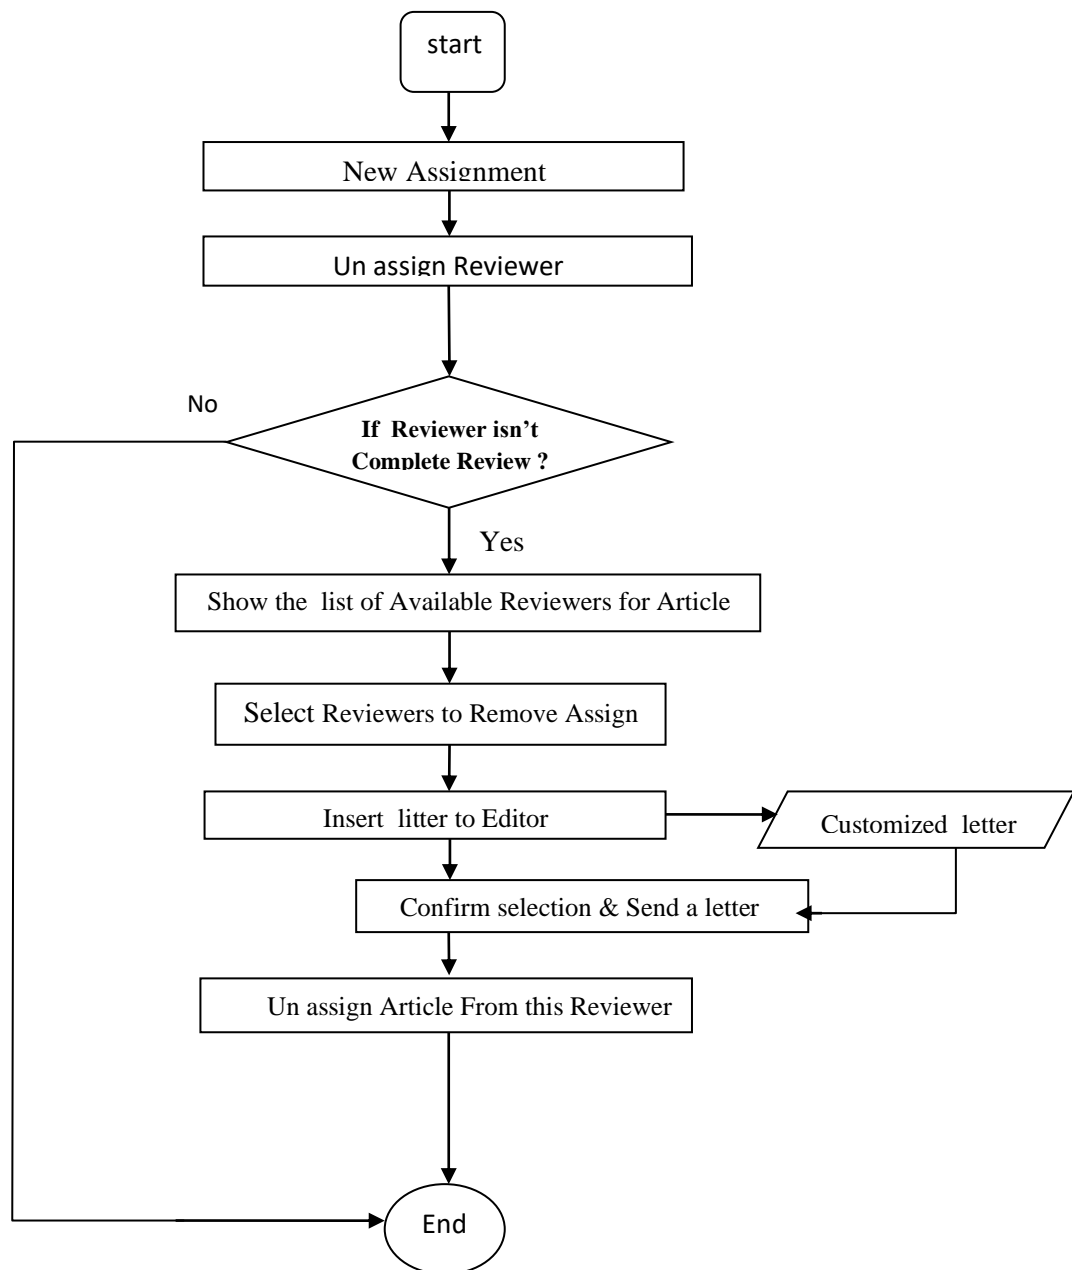 start
New Assignment
Un assign Reviewer
No
If Reviewer isn't
Complete Review ?
Yes
Show the list of Available Reviewers for Article
Select Reviewers to Remove Assign
Insert litter to Editor
Customized letter
Confirm selection & Send a letter
Un assign Article From this Reviewer
End